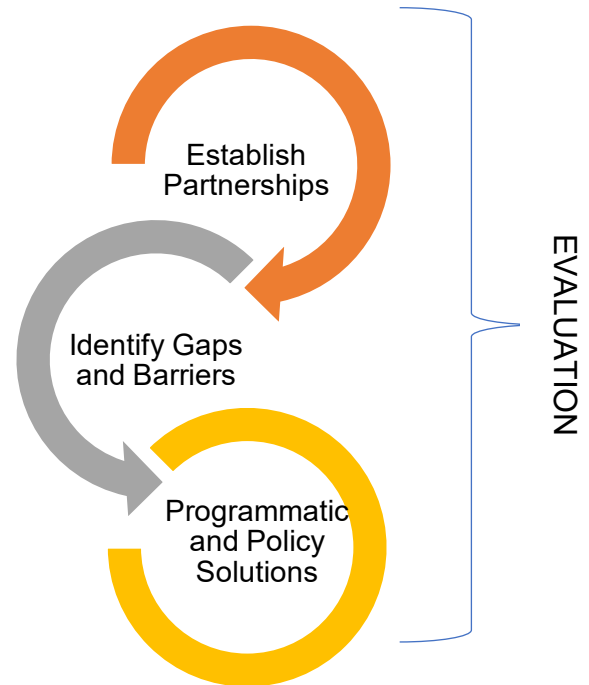 Establish
Partnerships
Identify Gaps
and Barriers
Programmatic
and Policy
Solutions
EVALUATION